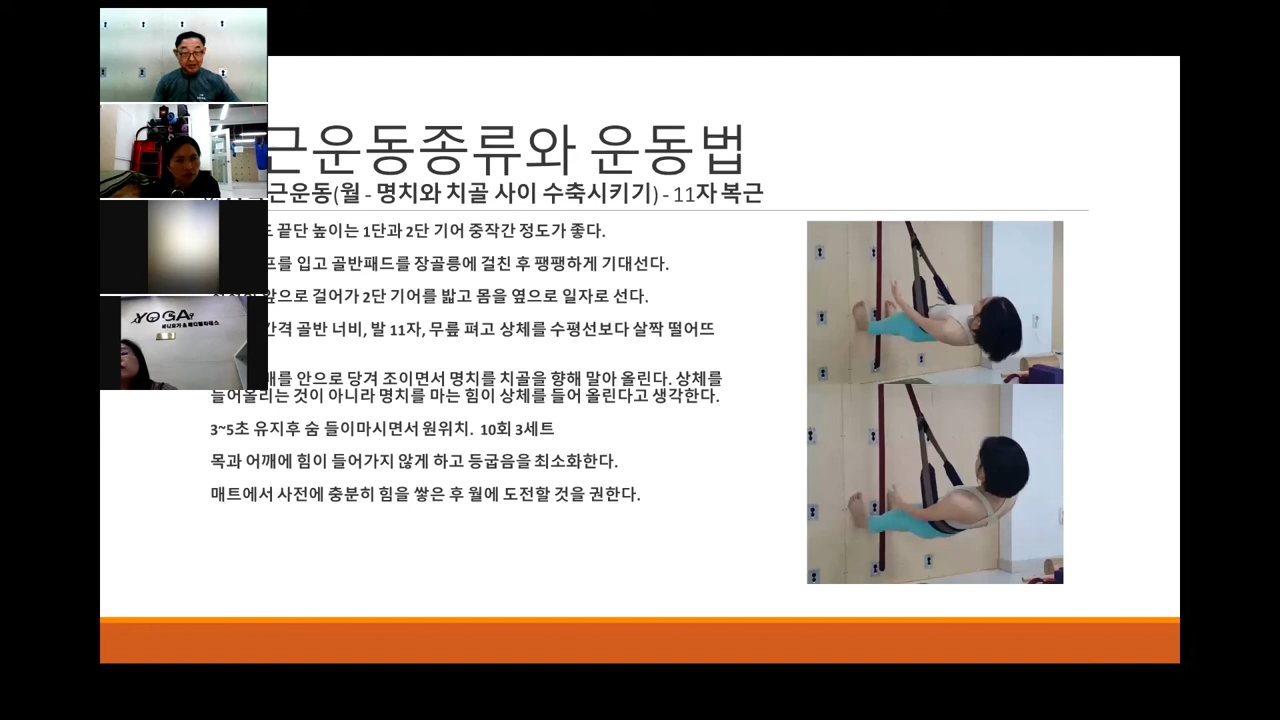 근운동종류와 운동법
근운동(월 - 명치와 치골 사이 수축시키기) - 11자 복근
끝단 높이는 1단과 2단 기어 중작간 정도가 좋다.
입고 골반패드를 장골릉에 걸친 후 팽팽하게 기대선다.
앞으로 걸어가 2단 기어를 밟고 몸을 옆으로 일자로 선다.
간격 골반 너비, 발 11자, 무릎 펴고 상체를 수평선보다 살짝 떨어뜨
안으로 당겨 조이면서 명치를 치골을 향해 말아 올린다. 상체를
들어올리는 것이 아니라 명치를 마는 힘이 상체를 들어 올린다고 생각한다.
3~5초 유지후 숨 들이마시면서 원위치. 10회 3세트
목과 어깨에 힘이 들어가지 않게 하고 등굽음을 최소화한다.
매트에서 사전에 충분히 힘을 쌓은 후 월에 도전할 것을 권한다.
YOGA